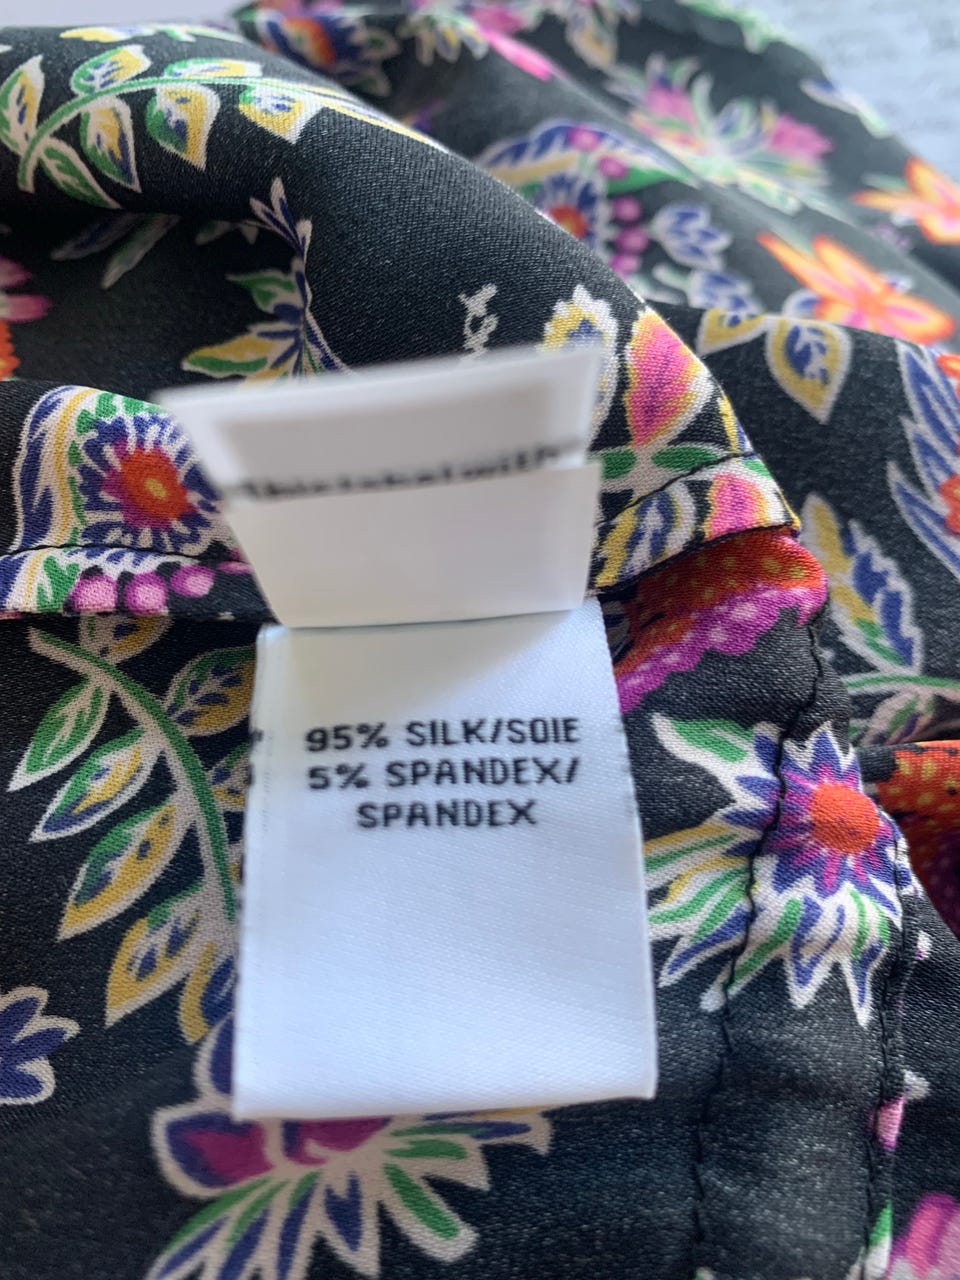 95% SILK/SOIE
5% SPANDEX/
SPANDEX